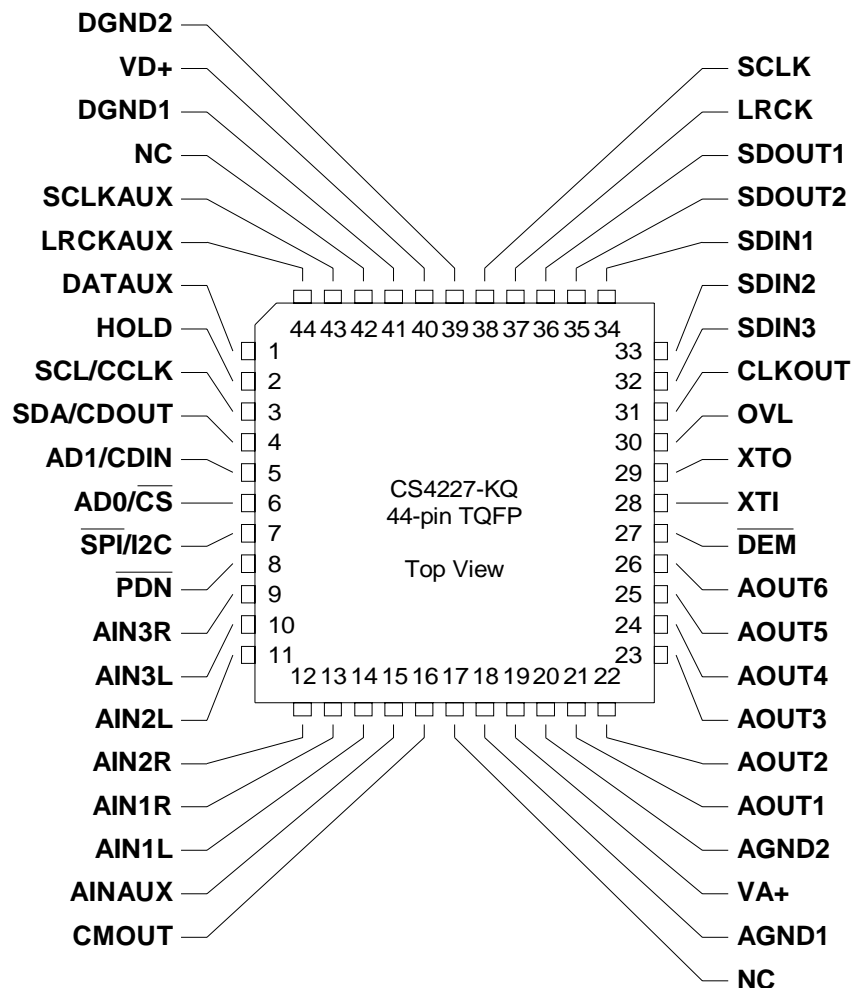 DGND2
VD+
DGND1
NC
SCLKAUX
LRCKAUX
DATAUX
HOLD
SCL/CCLK
SDA/CDOUT
AD1/CDIN
AD0/C̅S̅
S̅P̅I̅/I2C
P̅D̅N̅
AIN3R
AIN3L
AIN2L
AIN2R
AIN1R
AIN1L
AINAUX
CMOUT
44 43 42 41 40 39 38 37 36 35 34
1
2
3
4
5
6
7
8
9
10
11
CS4227-KQ
44-pin TQFP
Top View
33
32
31
30
29
28
27
26
25
24
23
12 13 14 15 16 17 18 19 20 21 22
SCLK
LRCK
SDOUT1
SDOUT2
SDIN1
SDIN2
SDIN3
CLKOUT
OVL
XTO
XTI
D̅E̅M̅
AOUT6
AOUT5
AOUT4
AOUT3
AOUT2
AOUT1
AGND2
VA+
AGND1
NC